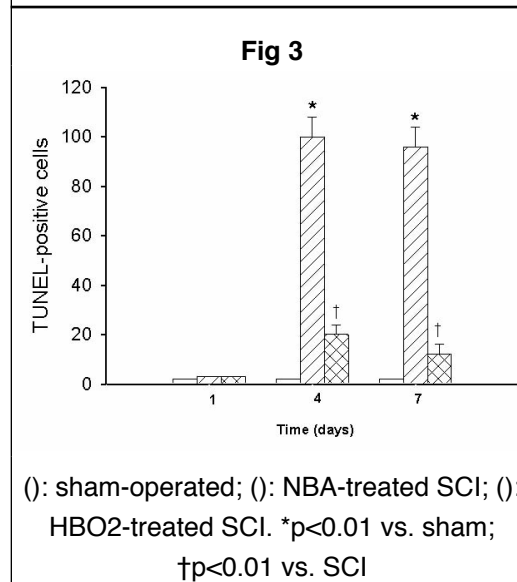 Fig 3
120
100
80
60
40
20
0
TUNEL-positive cells
*
†
*
†
1 4 7
Time (days)
(): sham-operated; (): NBA-treated SCI; ():
HBO2-treated SCI. *p<0.01 vs. sham;
†p<0.01 vs. SCI